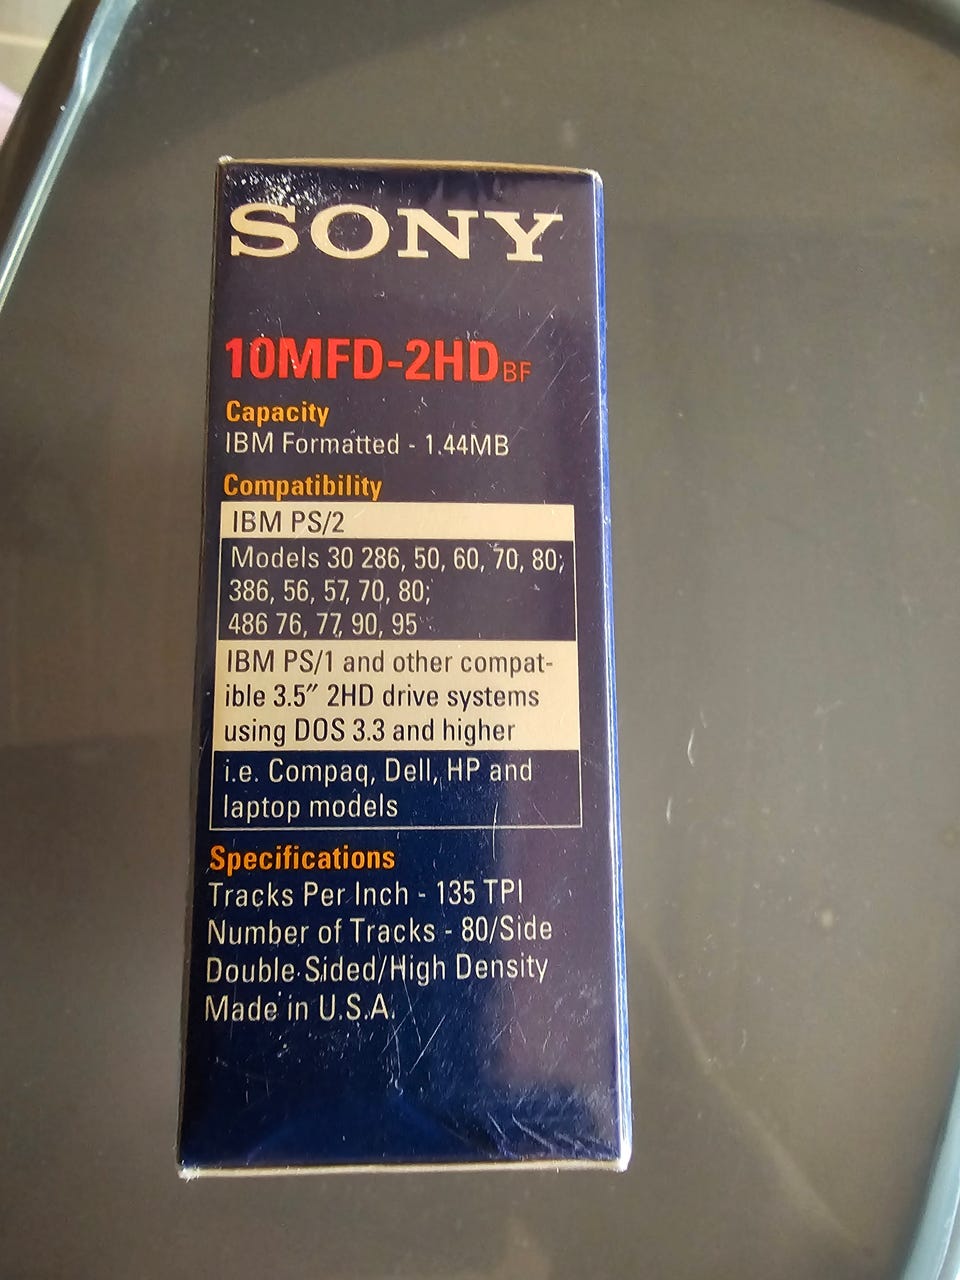 SONY
10MFD-2HD BF
Capacity
IBM Formatted - 1.44MB
Compatibility
IBM PS/2
Models 30 286, 50, 60, 70, 80;
386, 56, 57, 70, 80;
486 76, 77, 90, 95
IBM PS/1 and other compat-
ible 3.5″ 2HD drive systems
using DOS 3.3 and higher
i.e. Compaq, Dell, HP and
laptop models
Specifications
Tracks Per Inch - 135 TPI
Number of Tracks - 80/Side
Double-Sided/High Density
Made in U.S.A.